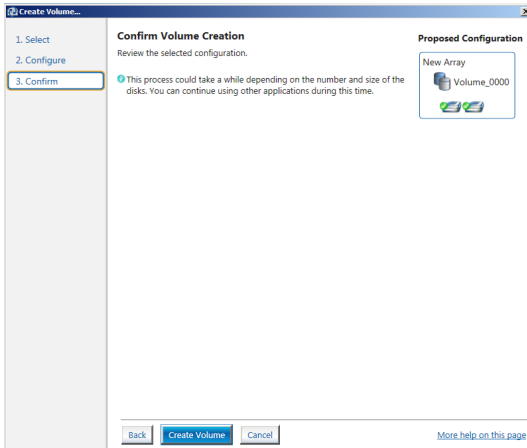 Create Volume...
1. Select
2. Configure
3. Confirm
Confirm Volume Creation
Review the selected configuration.
This process could take a while depending on the number and size of the
disks. You can continue using other applications during this time.
Proposed Configuration
New Array
Volume_0000
Back
Create Volume
Cancel
More help on this page